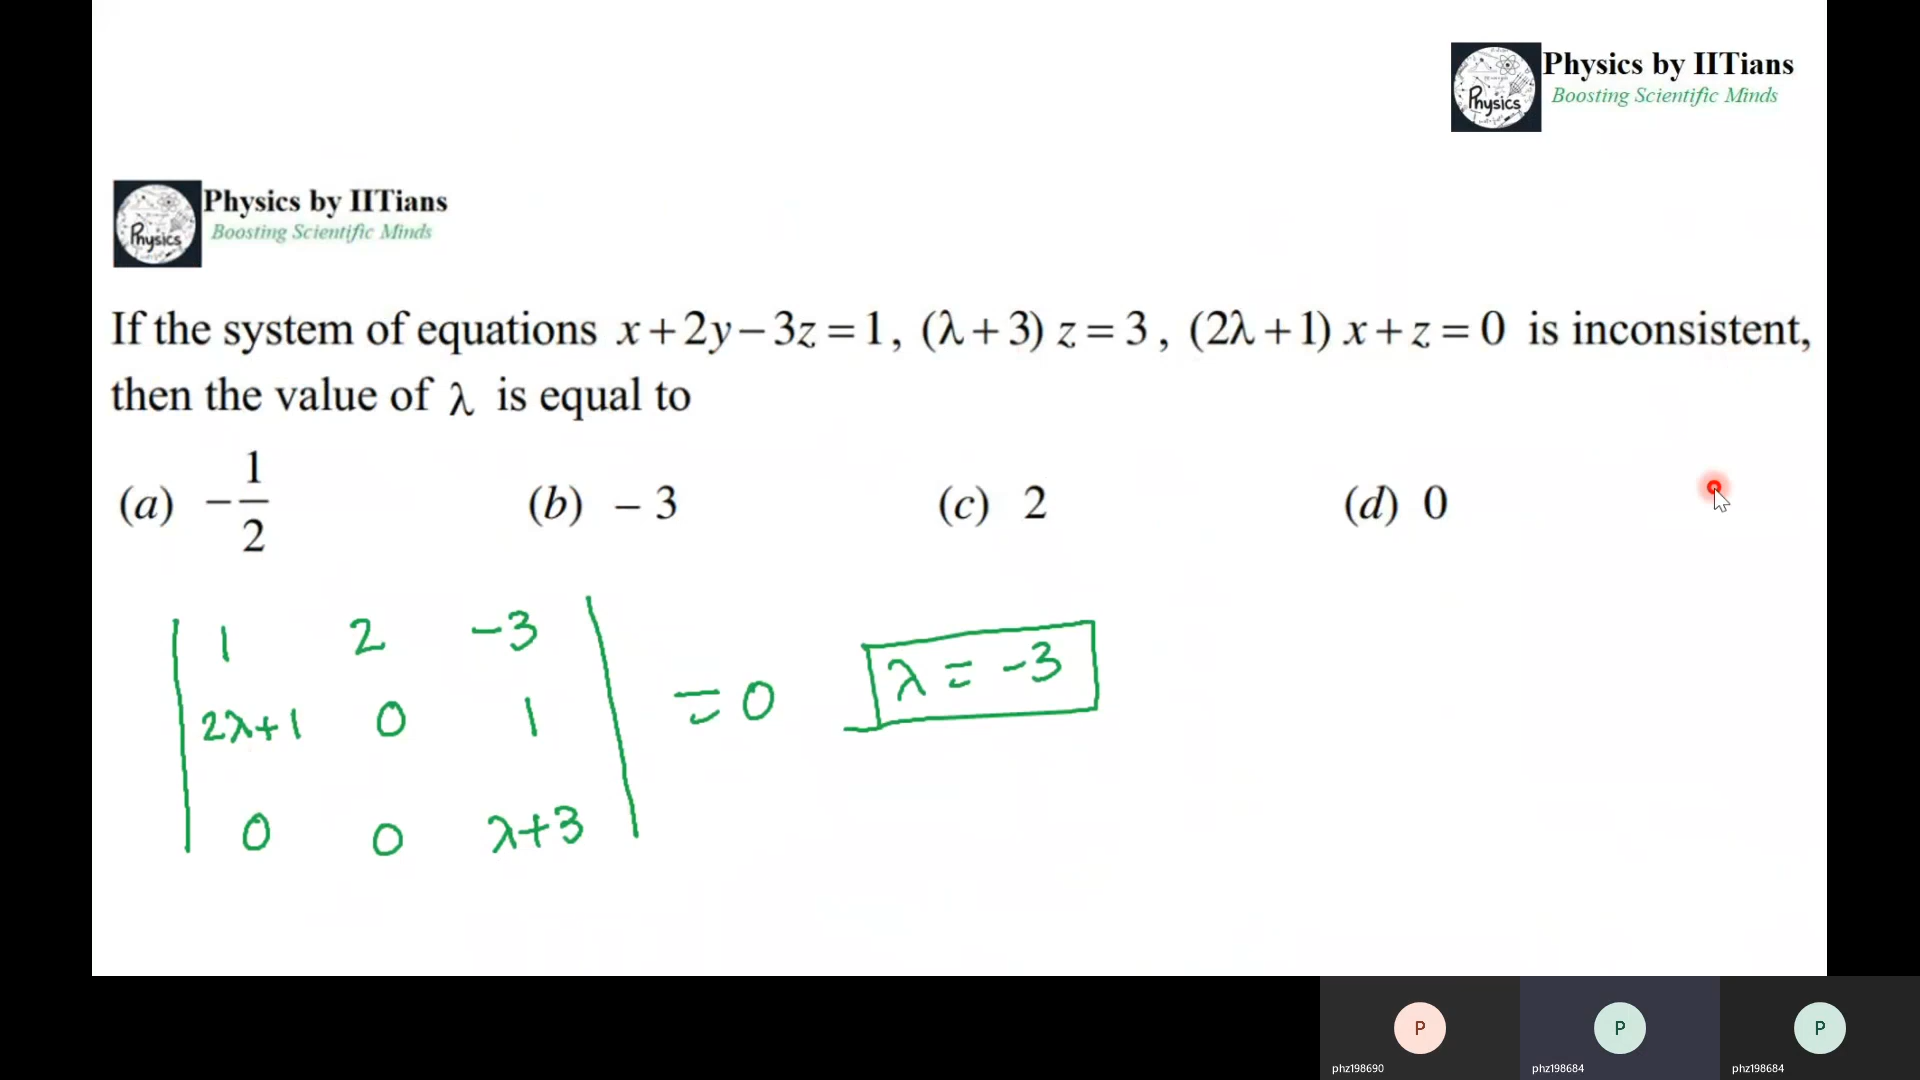 Physics by IITians
Boosting Scientific Minds
Physics
Physics by IITians
Boosting Scientific Minds
Physics
If the system of equations x+2y−3z=1, (λ+3) z=3, (2λ+1) x+z=0 is inconsistent,
then the value of λ is equal to
(a) −1/2 (b) −3 (c) 2 (d) 0
1 2 -3
2λ+1 0 1 =0 λ = -3
0 0 λ+3
P P P
phz198690 phz198684 phz198684